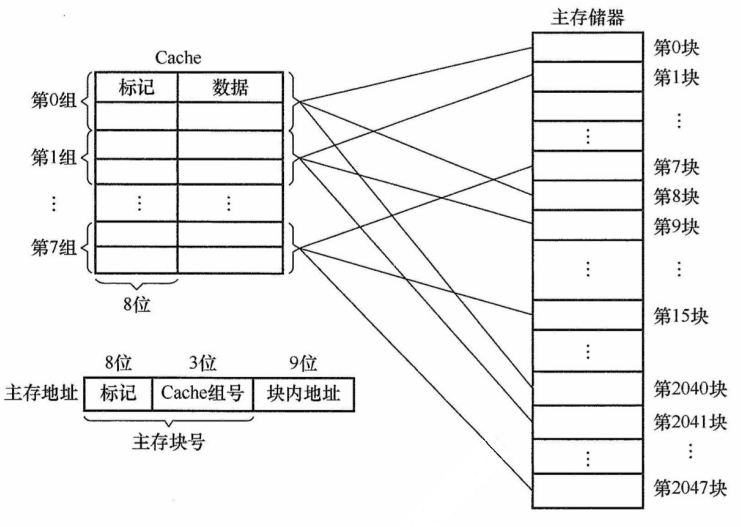 主存储器
Cache
第0块
标记 数据
第0组
第1块
⋮
⋮
第1组
第7块
第8块
⋮ ⋮ ⋮
第9块
第7组
⋮ ⋮
8位
第15块
⋮
8位 3位 9位
主存地址 标记 Cache组号 块内地址
第2040块
第2041块
主存块号
⋮ ⋮
第2047块